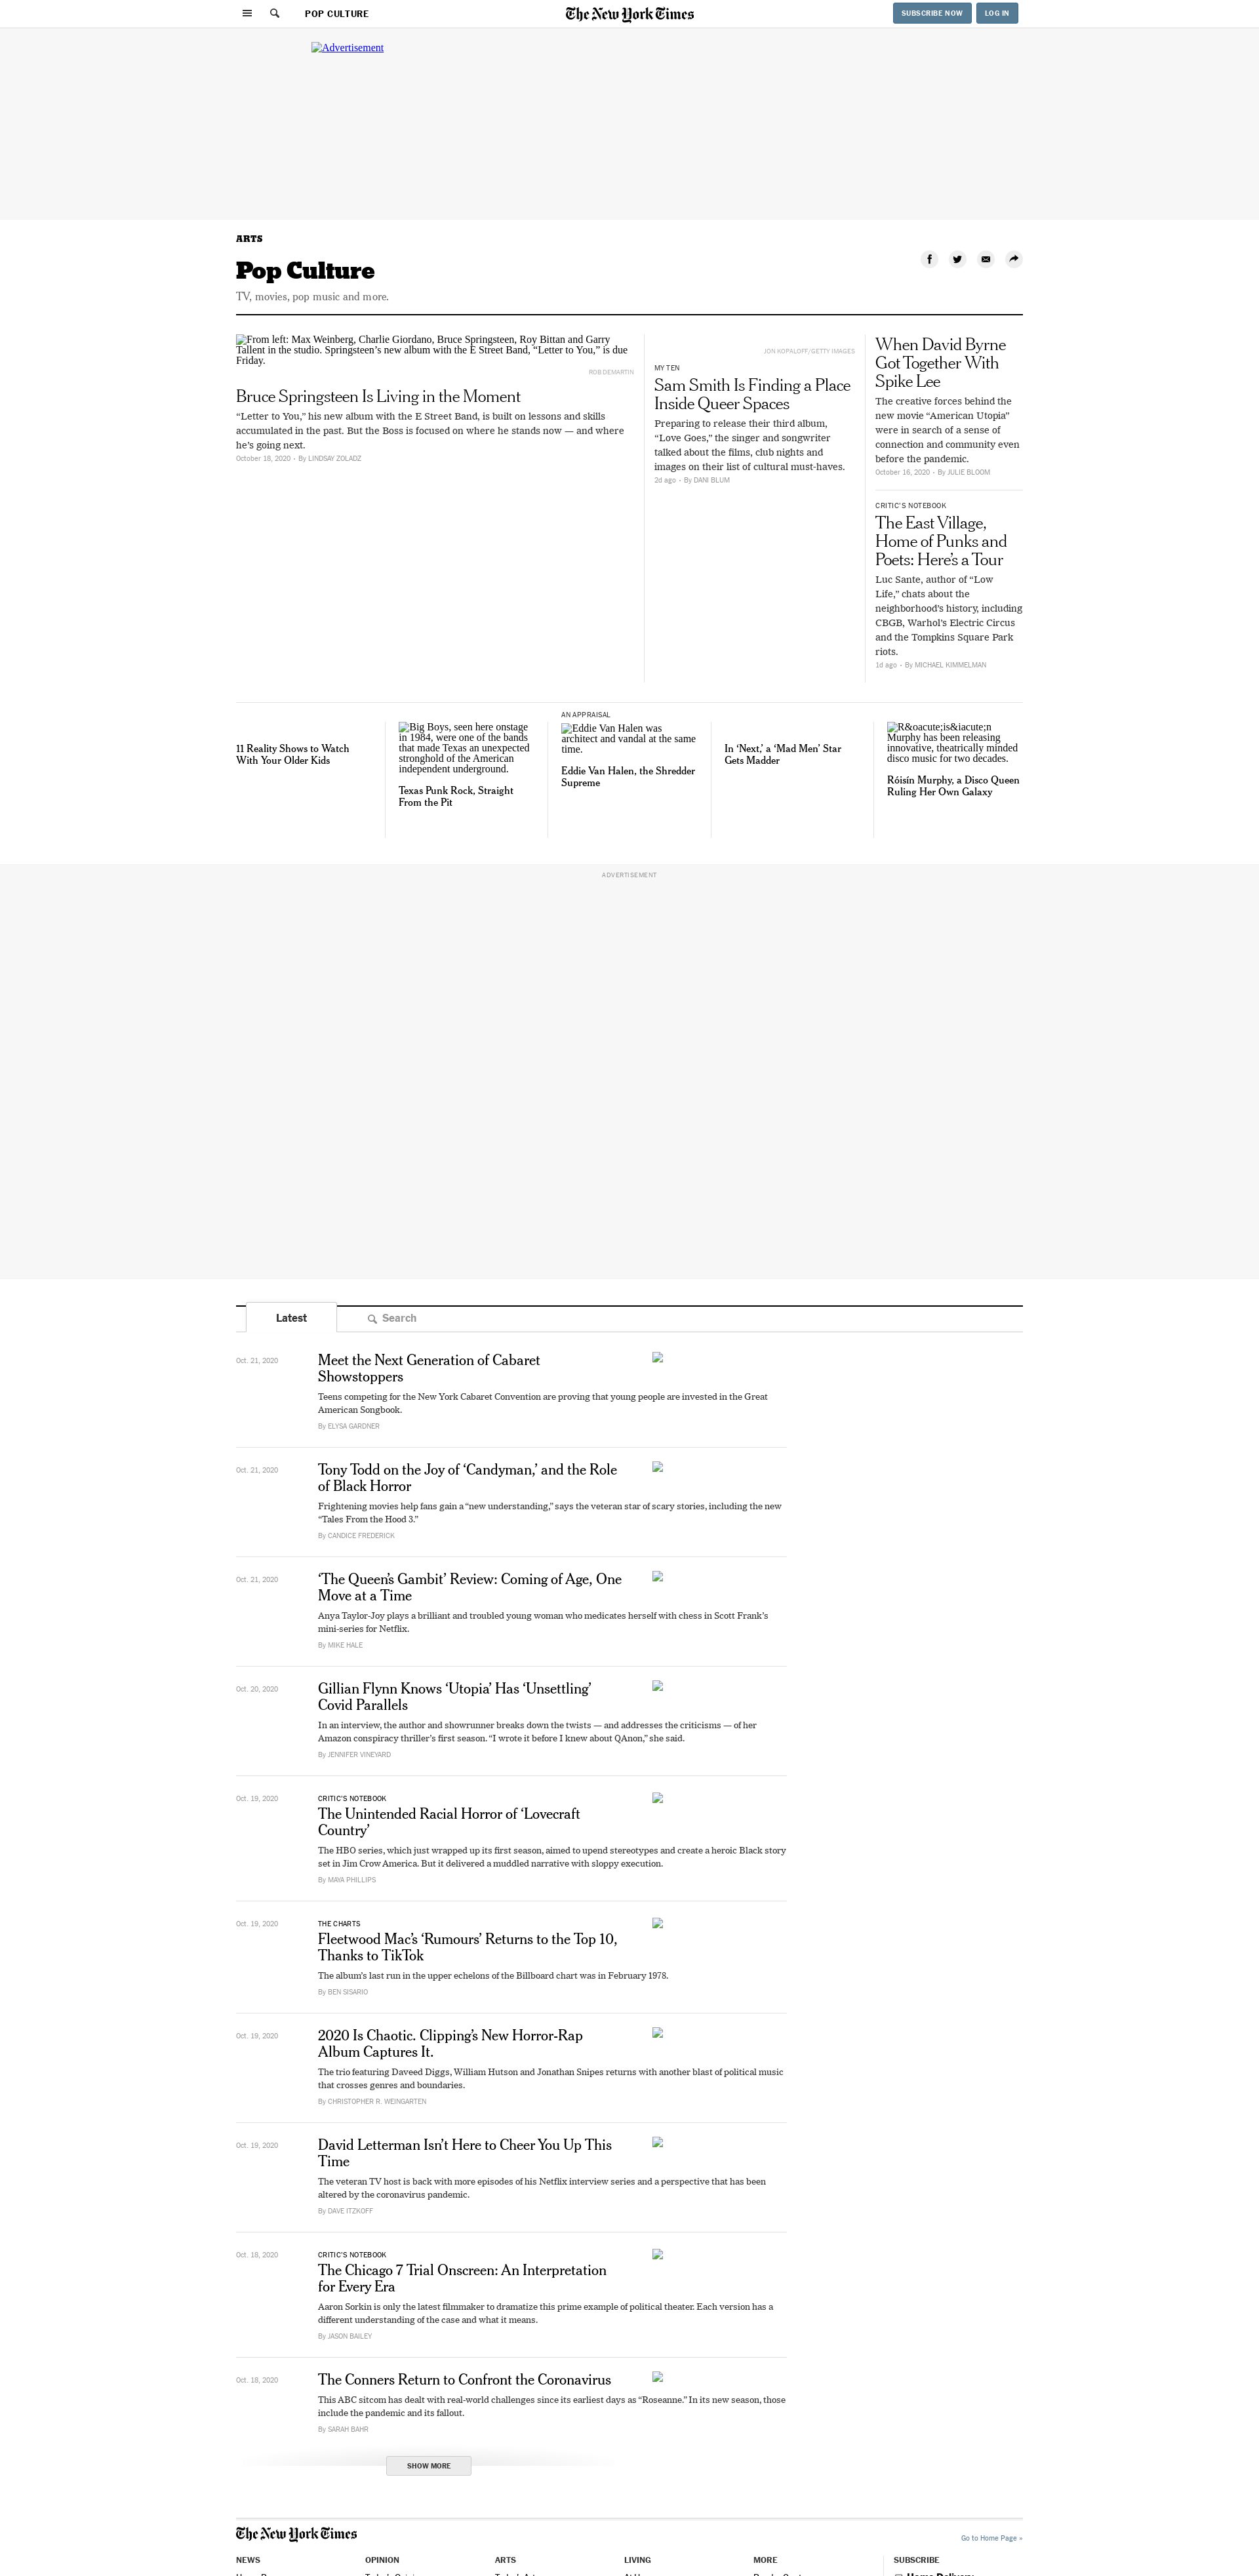 POP CULTURE
The New York Times
SUBSCRIBE NOW
LOG IN
Advertisement
ARTS
Pop Culture
TV, movies, pop music and more.
From left: Max Weinberg, Charlie Giordano, Bruce Springsteen, Roy Bittan and Garry
Tallent in the studio. Springsteen's new album with the E Street Band, “Letter to You,” is due
Friday.
ROB DEMARTIN
Bruce Springsteen Is Living in the Moment
“Letter to You,” his new album with the E Street Band, is built on lessons and skills
accumulated in the past. But the Boss is focused on where he stands now — and where
he’s going next.
October 18, 2020 • By LINDSAY ZOLADZ
JON KOPALOFF/GETTY IMAGES
MY TEN
Sam Smith Is Finding a Place
Inside Queer Spaces
Preparing to release their third album,
“Love Goes,” the singer and songwriter
talked about the films, club nights and
images on their list of cultural must-haves.
2d ago • By DANI BLUM
When David Byrne
Got Together With
Spike Lee
The creative forces behind the
new movie “American Utopia”
were in search of a sense of
connection and community even
before the pandemic.
October 16, 2020 • By JULIE BLOOM
CRITIC’S NOTEBOOK
The East Village,
Home of Punks and
Poets: Here’s a Tour
Luc Sante, author of “Low
Life,” chats about the
neighborhood’s history, including
CBGB, Warhol’s Electric Circus
and the Tompkins Square Park
riots.
1d ago • By MICHAEL KIMMELMAN
11 Reality Shows to Watch
With Your Older Kids
Big Boys, seen here onstage
in 1984, were one of the bands
that made Texas an unexpected
stronghold of the American
independent underground.
Texas Punk Rock, Straight
From the Pit
AN APPRAISAL
Eddie Van Halen was
architect and vandal at the same
time.
Eddie Van Halen, the Shredder
Supreme
In ‘Next,’ a ‘Mad Men’ Star
Gets Madder
R&oacute;is&iacute;n
Murphy has been releasing
innovative, theatrically minded
disco music for two decades.
Róisín Murphy, a Disco Queen
Ruling Her Own Galaxy
ADVERTISEMENT
Latest
Search
Oct. 21, 2020
Meet the Next Generation of Cabaret
Showstoppers
Teens competing for the New York Cabaret Convention are proving that young people are invested in the Great
American Songbook.
By ELYSA GARDNER
Oct. 21, 2020
Tony Todd on the Joy of ‘Candyman,’ and the Role
of Black Horror
Frightening movies help fans gain a “new understanding,” says the veteran star of scary stories, including the new
“Tales From the Hood 3.”
By CANDICE FREDERICK
Oct. 21, 2020
‘The Queen’s Gambit’ Review: Coming of Age, One
Move at a Time
Anya Taylor-Joy plays a brilliant and troubled young woman who medicates herself with chess in Scott Frank’s
mini-series for Netflix.
By MIKE HALE
Oct. 20, 2020
Gillian Flynn Knows ‘Utopia’ Has ‘Unsettling’
Covid Parallels
In an interview, the author and showrunner breaks down the twists — and addresses the criticisms — of her
Amazon conspiracy thriller’s first season. “I wrote it before I knew about QAnon,” she said.
By JENNIFER VINEYARD
Oct. 19, 2020
CRITIC’S NOTEBOOK
The Unintended Racial Horror of ‘Lovecraft
Country’
The HBO series, which just wrapped up its first season, aimed to upend stereotypes and create a heroic Black story
set in Jim Crow America. But it delivered a muddled narrative with sloppy execution.
By MAYA PHILLIPS
Oct. 19, 2020
THE CHARTS
Fleetwood Mac’s ‘Rumours’ Returns to the Top 10,
Thanks to TikTok
The album’s last run in the upper echelons of the Billboard chart was in February 1978.
By BEN SISARIO
Oct. 19, 2020
2020 Is Chaotic. Clipping’s New Horror-Rap
Album Captures It.
The trio featuring Daveed Diggs, William Hutson and Jonathan Snipes returns with another blast of political music
that crosses genres and boundaries.
By CHRISTOPHER R. WEINGARTEN
Oct. 19, 2020
David Letterman Isn’t Here to Cheer You Up This
Time
The veteran TV host is back with more episodes of his Netflix interview series and a perspective that has been
altered by the coronavirus pandemic.
By DAVE ITZKOFF
Oct. 18, 2020
CRITIC’S NOTEBOOK
The Chicago 7 Trial Onscreen: An Interpretation
for Every Era
Aaron Sorkin is only the latest filmmaker to dramatize this prime example of political theater. Each version has a
different understanding of the case and what it means.
By JASON BAILEY
Oct. 18, 2020
The Conners Return to Confront the Coronavirus
This ABC sitcom has dealt with real-world challenges since its earliest days as “Roseanne.” In its new season, those
include the pandemic and its fallout.
By SARAH BAHR
SHOW MORE
The New York Times
Go to Home Page »
NEWS
OPINION
ARTS
LIVING
MORE
SUBSCRIBE